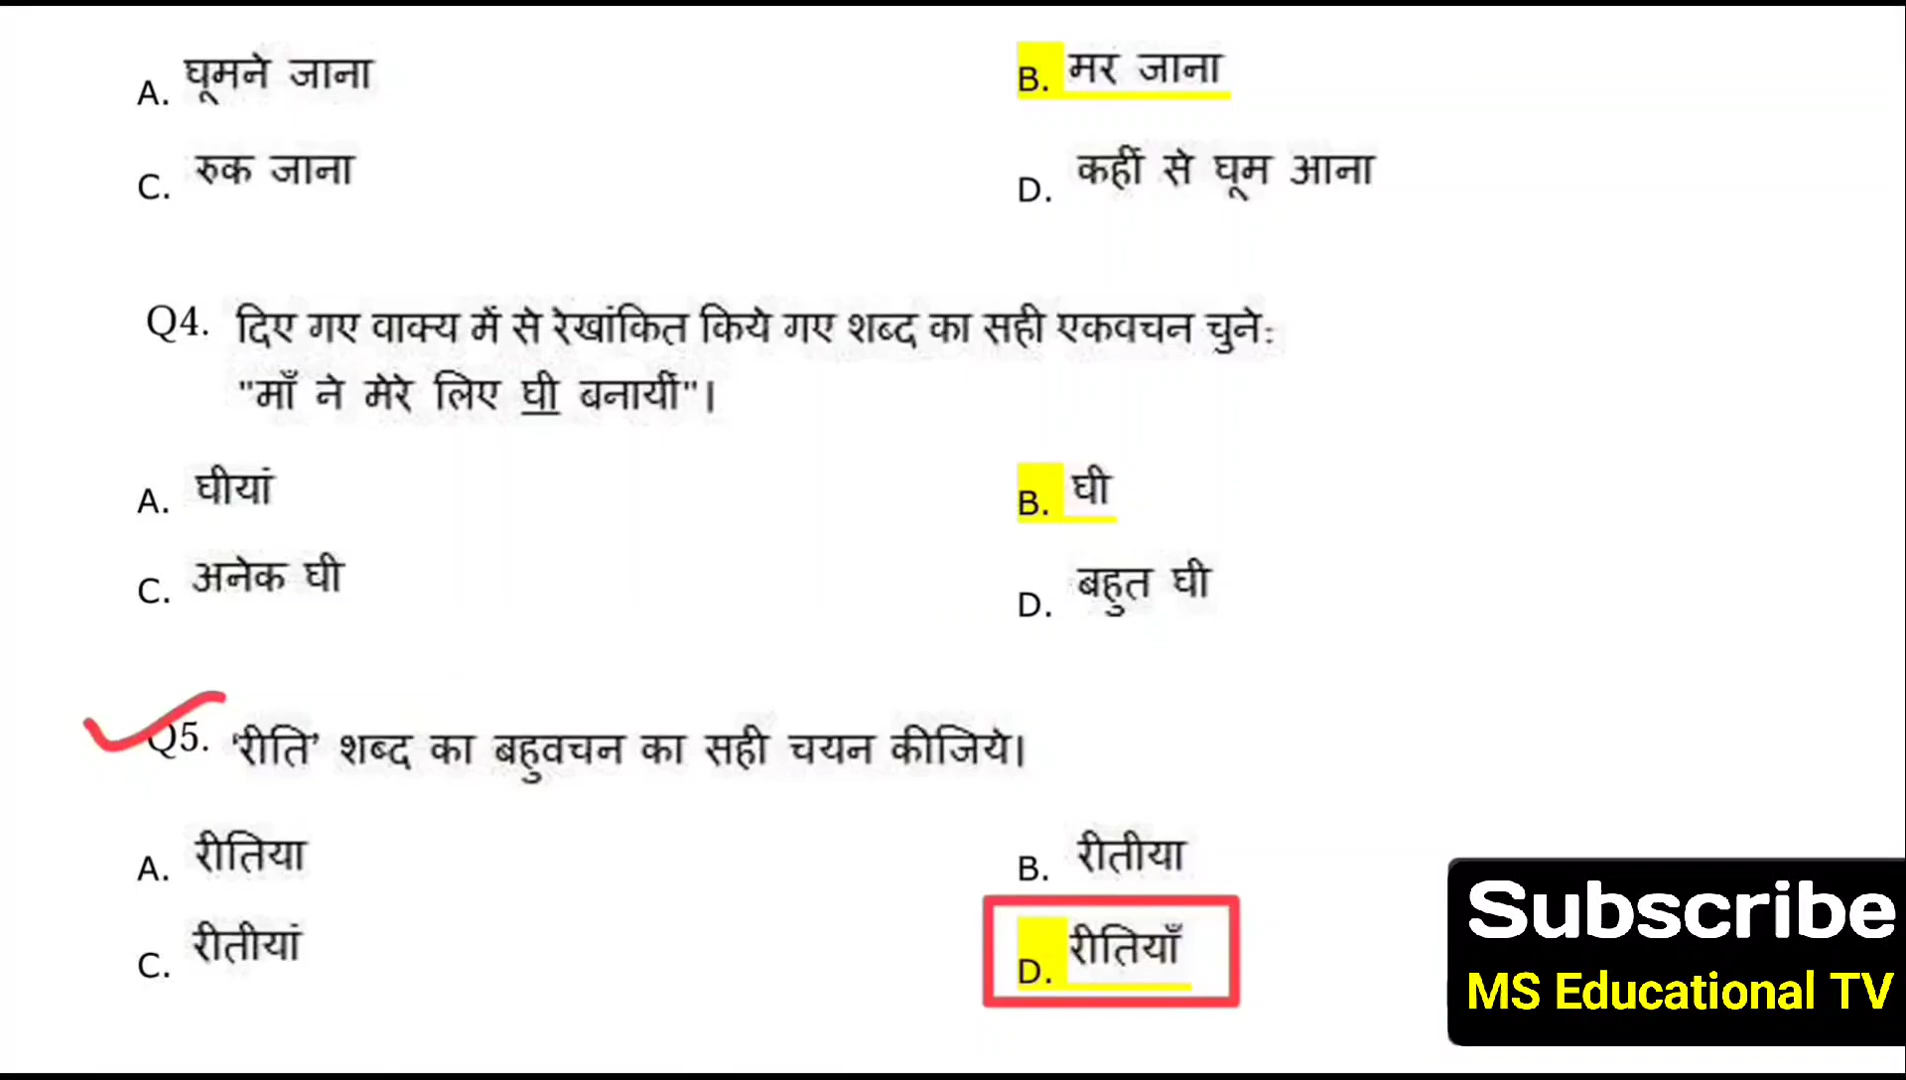 A. घूमने जाना
B. मर जाना
C. रुक जाना
D. कहीं से घूम आना
Q4. दिए गए वाक्य में से रेखांकित किये गए शब्द का सही एकवचन चुने:
"माँ ने मेरे लिए घी बनायीं"।
A. घीयां
B. घी
C. अनेक घी
D. बहुत घी
Q5. 'रीति' शब्द का बहुवचन का सही चयन कीजिये।
A. रीतिया
B. रीतीया
C. रीतीयां
D. रीतियाँ
Subscribe
MS Educational TV